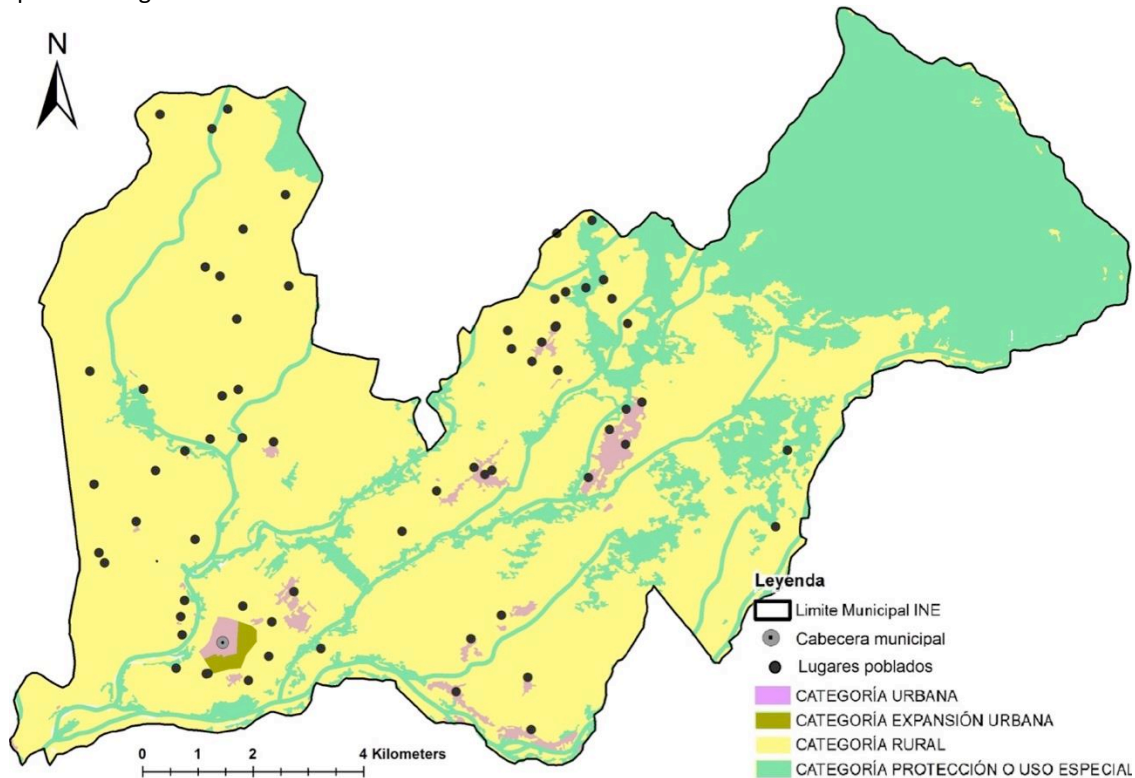 N
0 1 2 4 Kilometers
Leyenda
Limite Municipal INE
Cabecera municipal
Lugares poblados
CATEGORÍA URBANA
CATEGORÍA EXPANSIÓN URBANA
CATEGORÍA RURAL
CATEGORÍA PROTECCIÓN O USO ESPECIAL